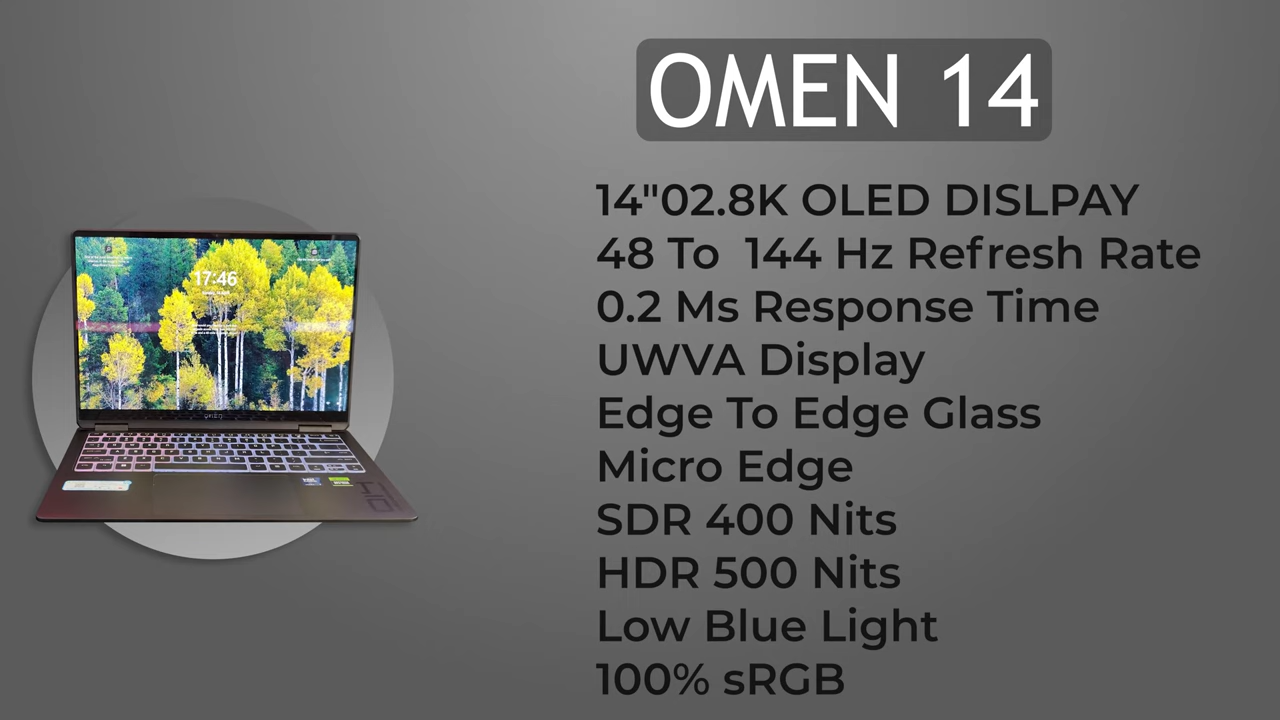 OMEN 14
14"02.8K OLED DISLPAY
48 To 144 Hz Refresh Rate
0.2 Ms Response Time
UWVA Display
Edge To Edge Glass
Micro Edge
SDR 400 Nits
HDR 500 Nits
Low Blue Light
100% sRGB
17:46
OMEN